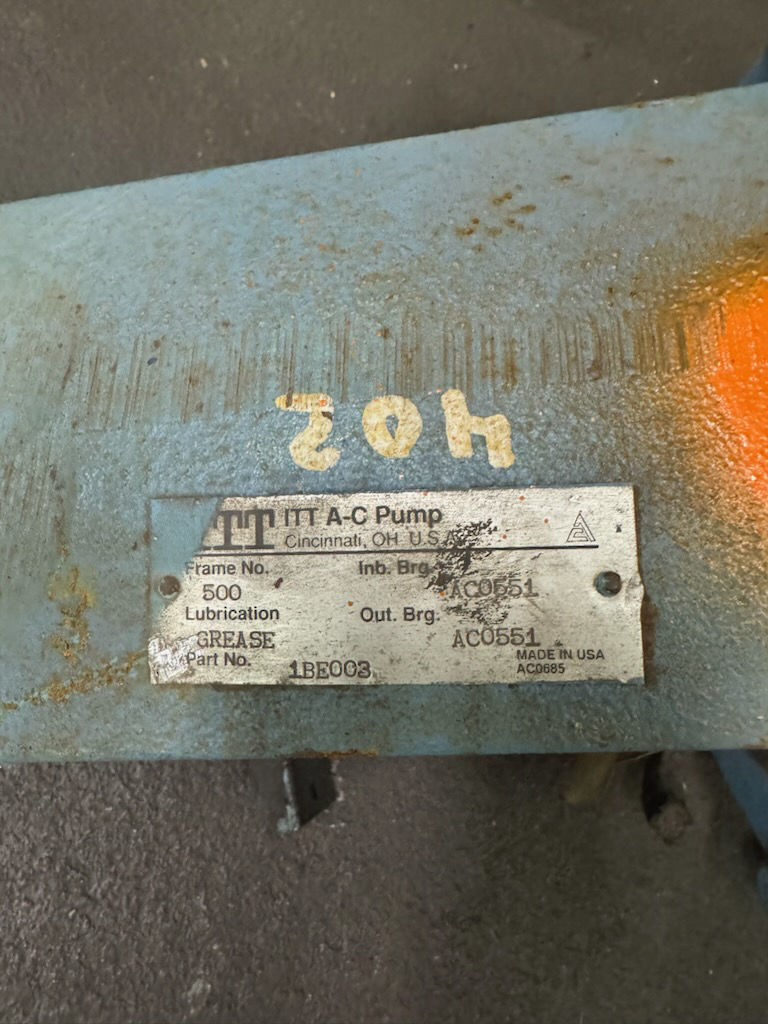 402
ITT ITT A-C Pump
Cincinnati, OH U.S.A.
Frame No. Inb. Brg.
500 AC0551
Lubrication Out. Brg.
GREASE AC0551
Part No. 1BE003 MADE IN USA
AC0685